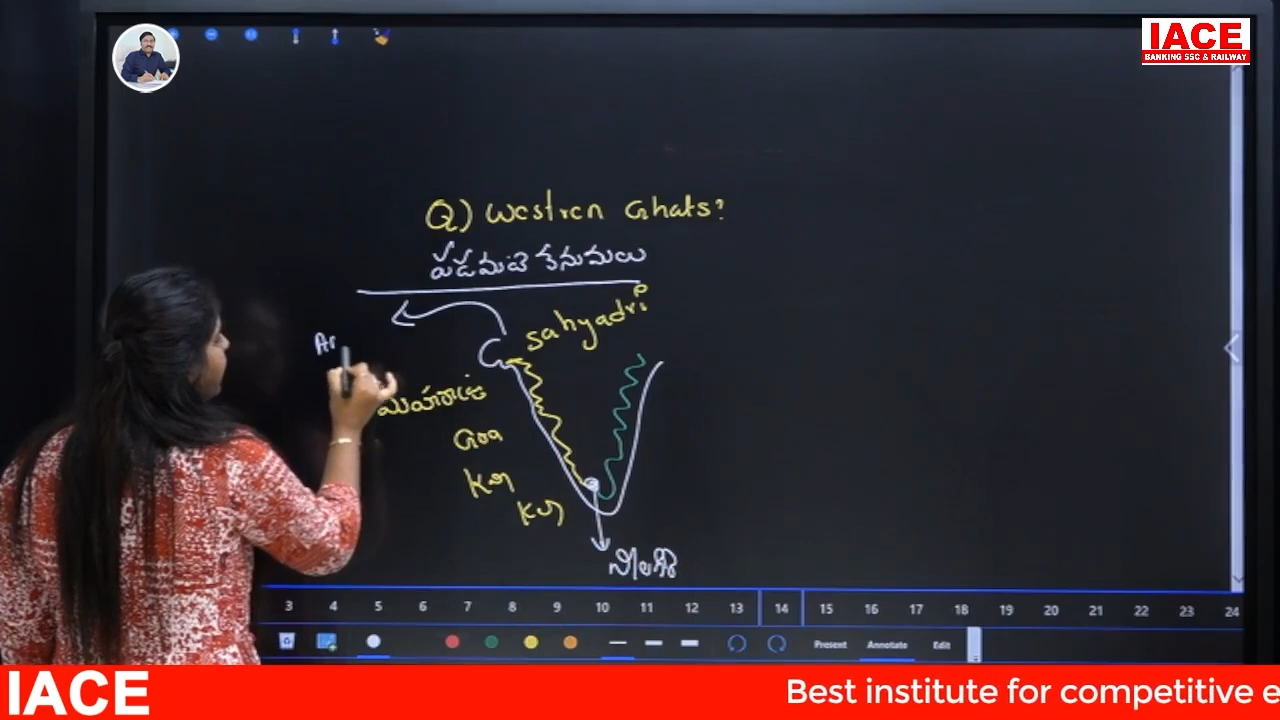 IACE
BANKING SSC & RAILWAY
Q) Westren Ghats?
పడమటి కనుమలు
sahyadri
Ar
మహారాష్ట
Goa
నీలగిరి
3 4 5 6 7 8 9 10 11 12 13 14 15 16 17 18 19 20 21 22 23 24
Present Annotate Edit
IACE
Best institute for competitive e